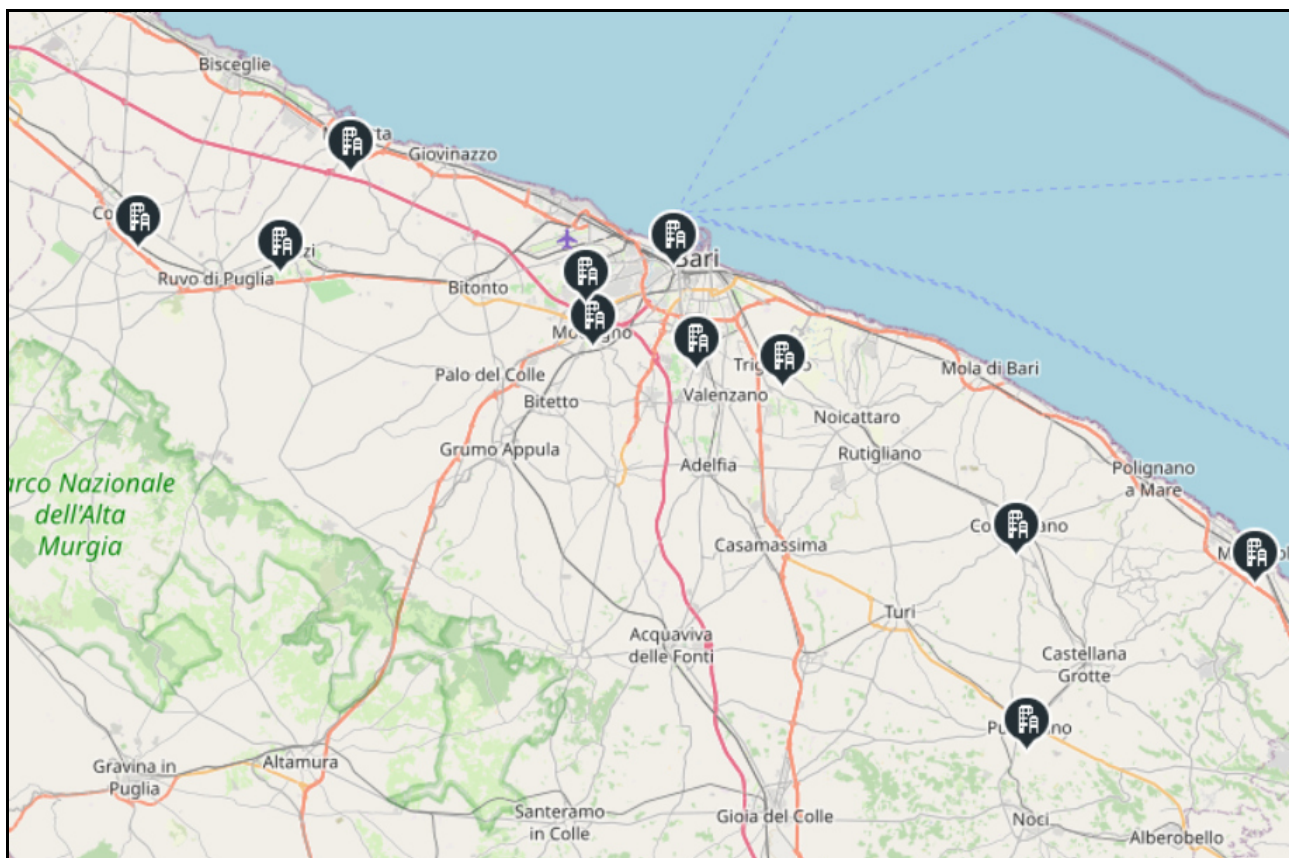 Bisceglie
Giovinazzo
Ruvo di Puglia
Bitonto
Bari
Palo del Colle
Bitetto
Valenzano
Mola di Bari
Noicattaro
Grumo Appula
Adelfia
Rutigliano
Polignano
a Mare
arco Nazionale
dell'Alta
Murgia
Casamassima
Turi
Acquaviva
delle Fonti
Castellana
Grotte
Gravina in
Puglia
Altamura
Santeramo
in Colle
Gioia del Colle
Noci
Alberobello